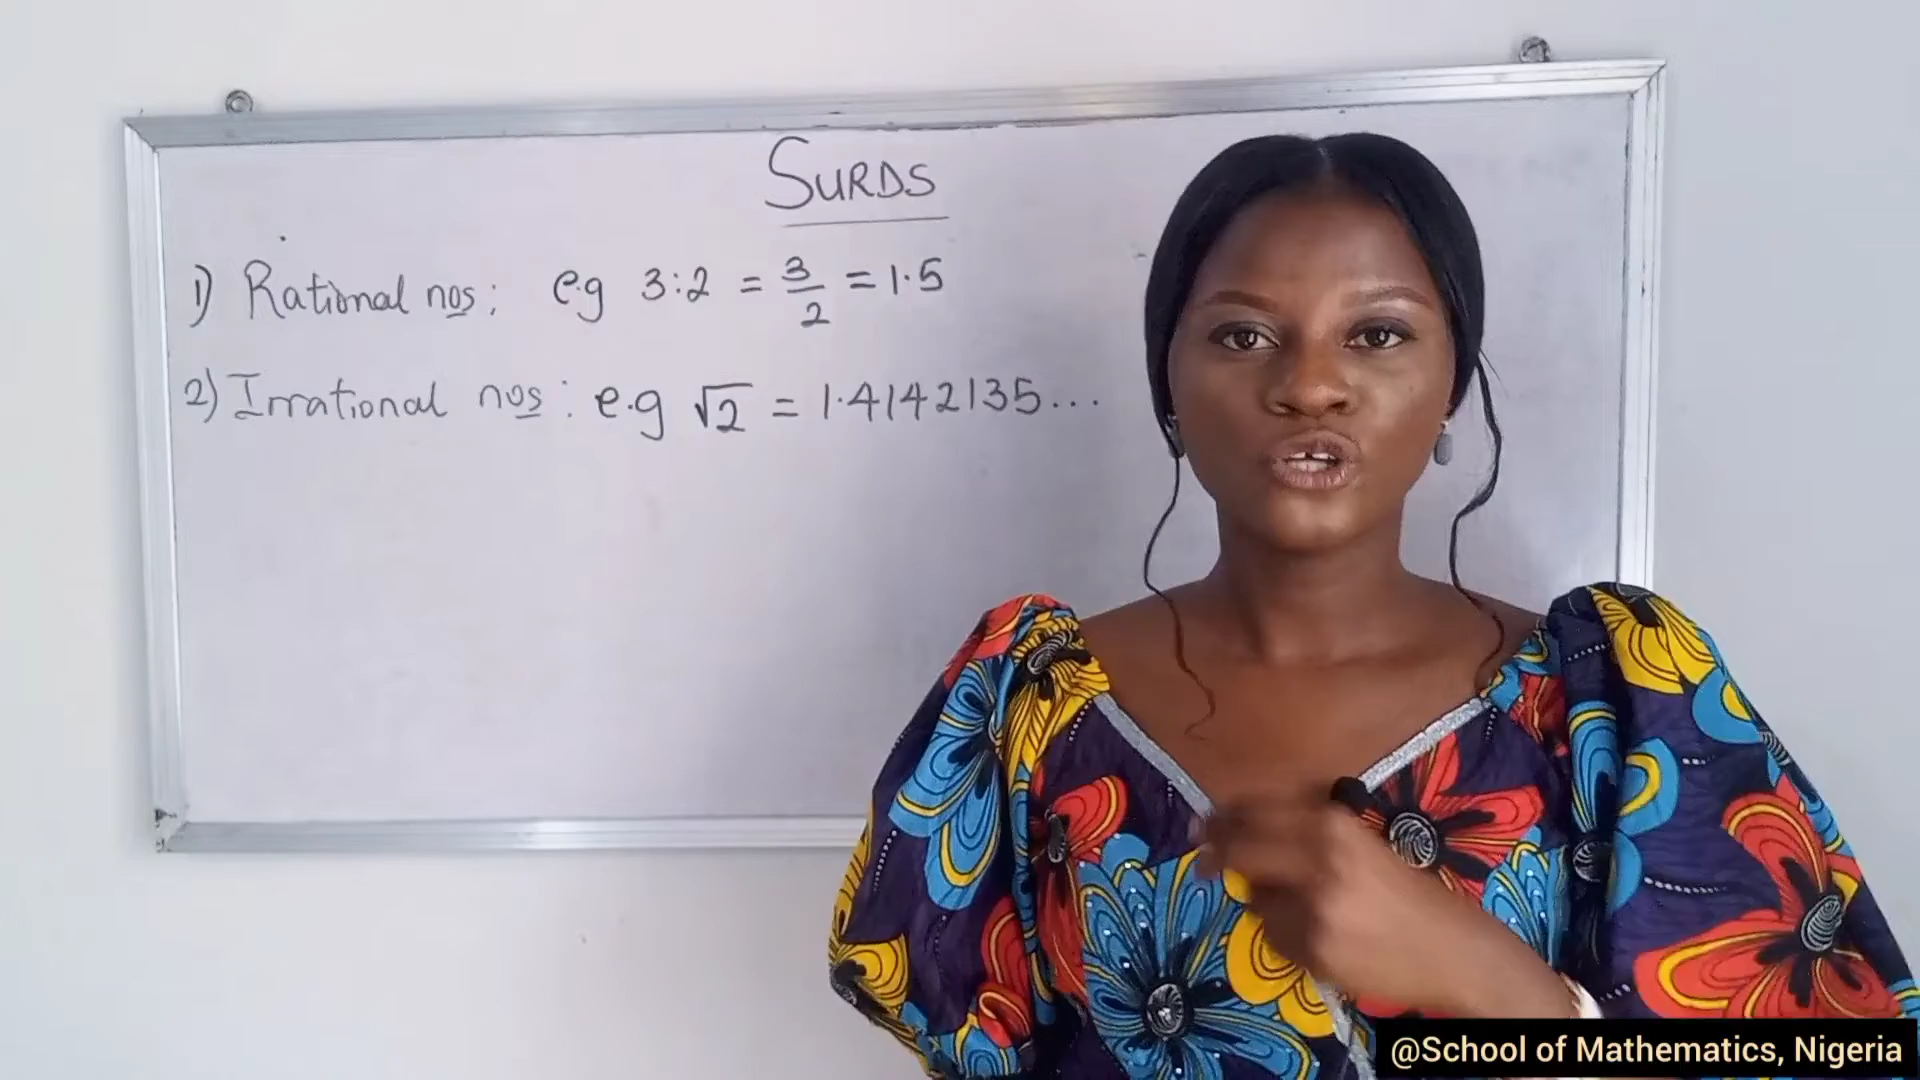 SURDS
1) Rational nos; e.g 3:2 = 3/2 = 1.5
2) Irrational nos: e.g √2 = 1.4142135...
@School of Mathematics, Nigeria